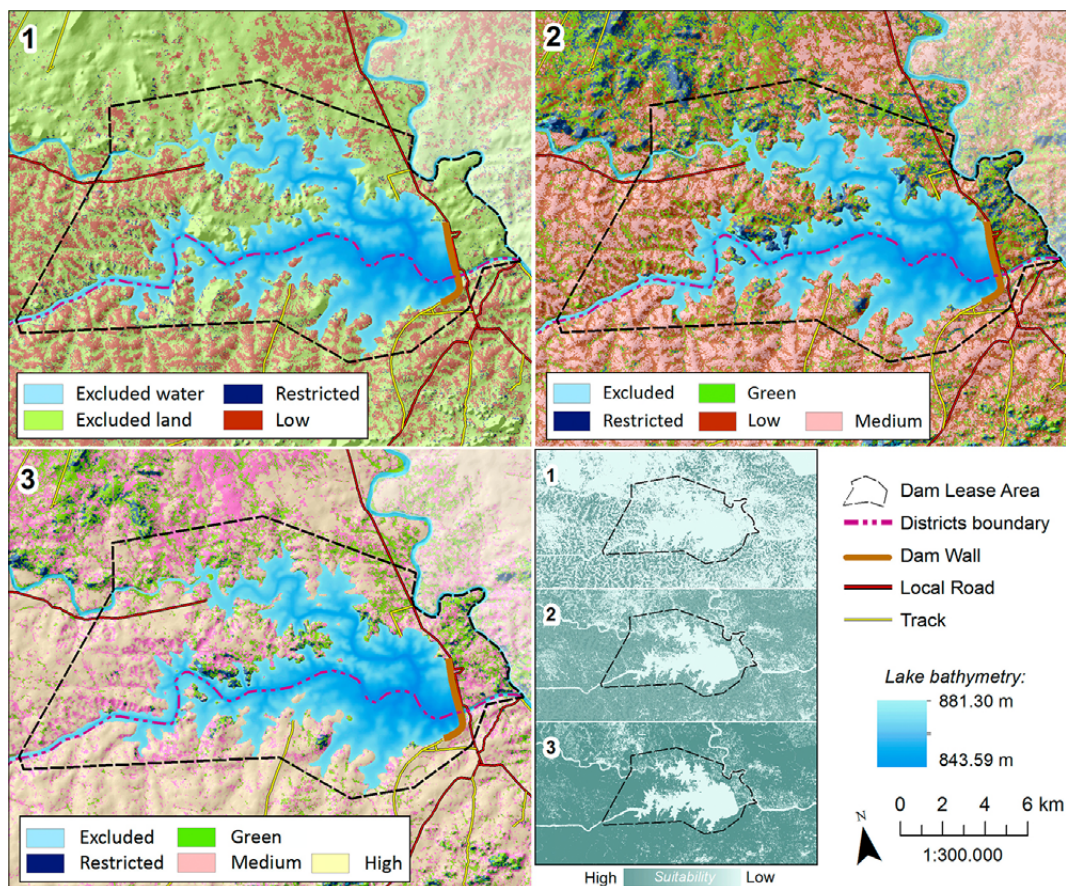 1
2
Excluded water Restricted
Excluded land Low
Excluded Green
Restricted Low Medium
3
Excluded Green
Restricted Medium High
1
2
3
High Suitability Low
Dam Lease Area
Districts boundary
Dam Wall
Local Road
Track
Lake bathymetry:
881.30 m
843.59 m
N
0 2 4 6 km
1:300.000